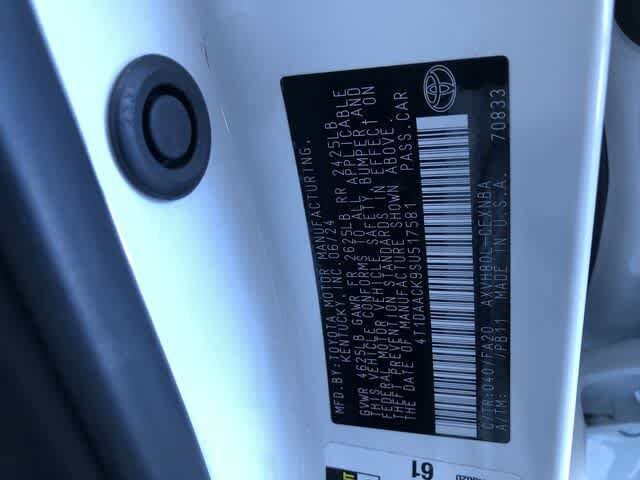 MFD.BY:TOYOTA MOTOR MANUFACTURING,
KENTUCKY, INC 06/24
GVWR 4625LB GAWR FR 2625LB RR 2425LB
THIS VEHICLE CONFORMS TO ALL APPLICABLE
FEDERAL MOTOR VEHICLE SAFETY, BUMPER AND
THEFT PREVENTION STANDARDS IN EFFECT ON
THE DATE OF MANUFACTURE SHOWN ABOVE.
4T1DAACK9SU517581 PASS.CAR
C/TR:040/FA20 AXVH80L-CEXNBA
A/TM: /PB11 MADE IN U.S.A. 70833
61